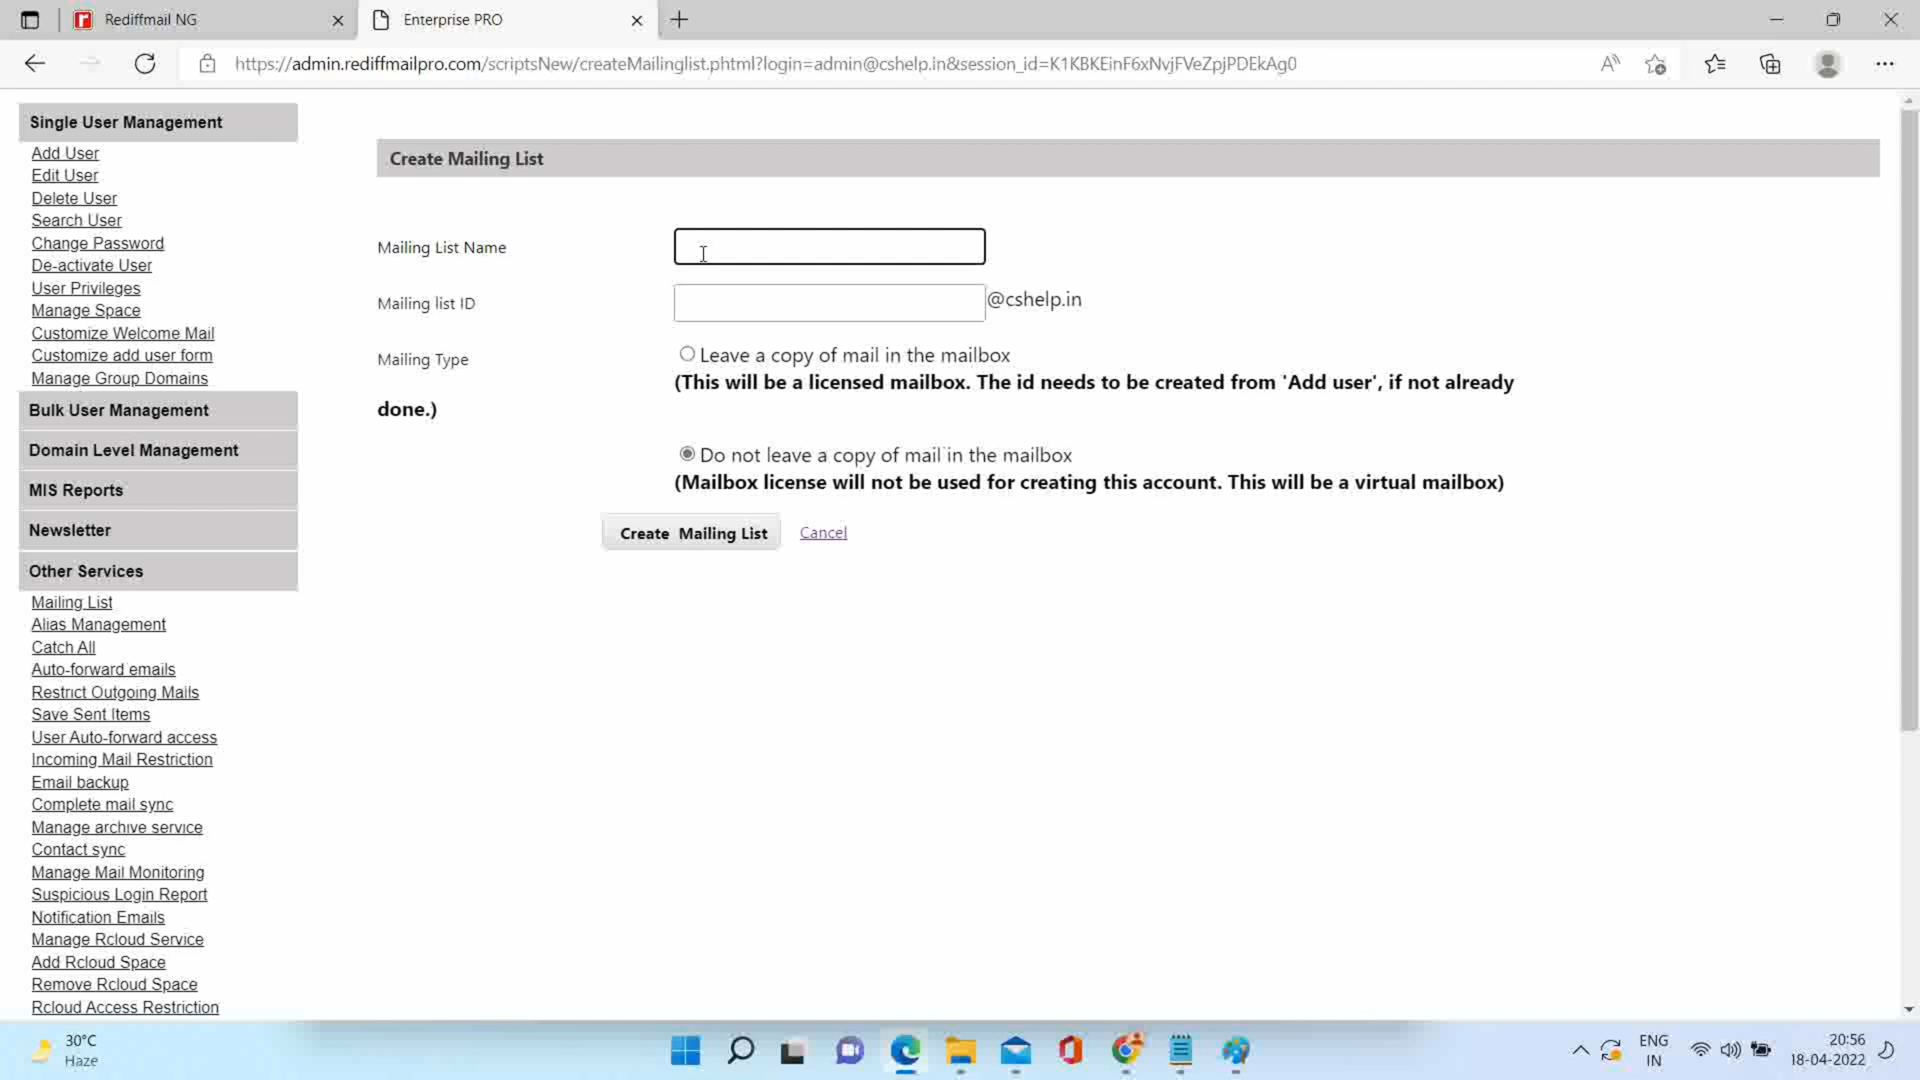 Rediffmail NG
Enterprise PRO
https://admin.rediffmailpro.com/scriptsNew/createMailinglist.phtml?login=admin@cshelp.in&session_id=K1KBKEinF6xNvjFVeZpjPDEkAg0
Single User Management
Add User
Edit User
Delete User
Search User
Change Password
De-activate User
User Privileges
Manage Space
Customize Welcome Mail
Customize add user form
Manage Group Domains
Bulk User Management
Domain Level Management
MIS Reports
Newsletter
Other Services
Mailing List
Alias Management
Catch All
Auto-forward emails
Restrict Outgoing Mails
Save Sent Items
User Auto-forward access
Incoming Mail Restriction
Email backup
Complete mail sync
Manage archive service
Contact sync
Manage Mail Monitoring
Suspicious Login Report
Notification Emails
Manage Rcloud Service
Add Rcloud Space
Remove Rcloud Space
Rcloud Access Restriction
Create Mailing List
Mailing List Name
Mailing list ID
@cshelp.in
Mailing Type
Leave a copy of mail in the mailbox
(This will be a licensed mailbox. The id needs to be created from 'Add user', if not already
done.)
Do not leave a copy of mail in the mailbox
(Mailbox license will not be used for creating this account. This will be a virtual mailbox)
Create Mailing List
Cancel
30°C
Haze
ENG
IN
20:56
18-04-2022